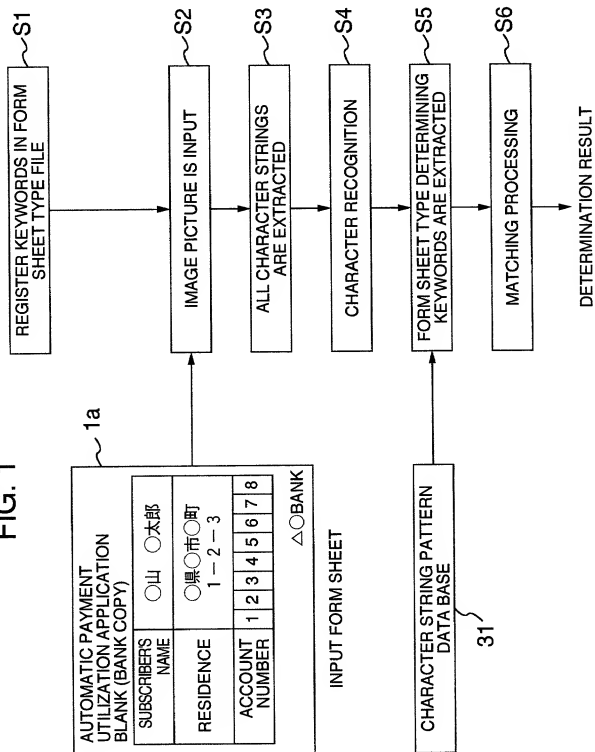 FIG. 1
REGISTER KEYWORDS IN FORM
SHEET TYPE FILE
S1
AUTOMATIC PAYMENT
UTILIZATION APPLICATION
BLANK (BANK COPY)
1a
SUBSCRIBER'S
NAME
○山 ○太郎
RESIDENCE
○県○市○町
1-2-3
ACCOUNT
NUMBER
1 2 3 4 5 6 7 8
△○BANK
INPUT FORM SHEET
IMAGE PICTURE IS INPUT
S2
ALL CHARACTER STRINGS
ARE EXTRACTED
S3
CHARACTER RECOGNITION
S4
CHARACTER STRING PATTERN
DATA BASE
31
FORM SHEET TYPE DETERMINING
KEYWORDS ARE EXTRACTED
S5
MATCHING PROCESSING
S6
DETERMINATION RESULT